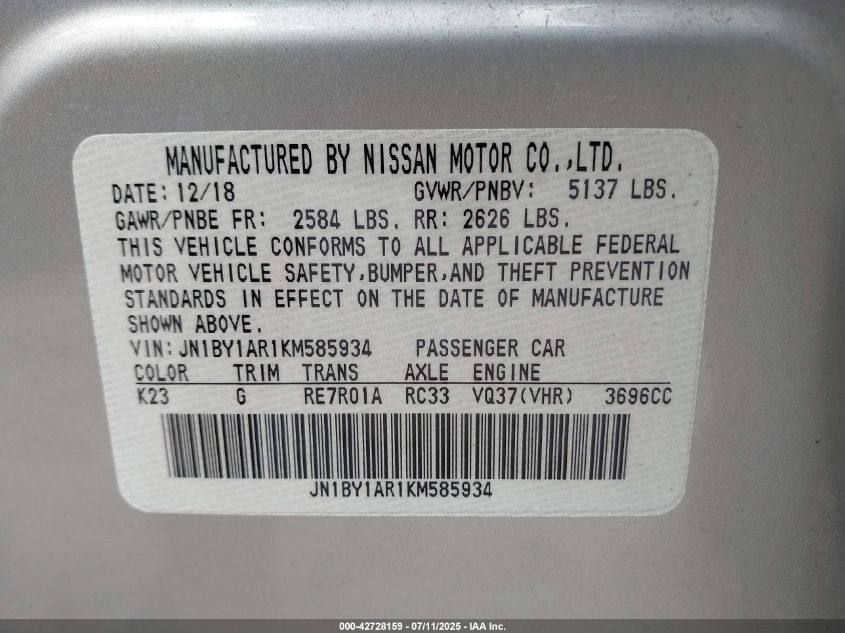 MANUFACTURED BY NISSAN MOTOR CO.,LTD.
DATE: 12/18 GVWR/PNBV: 5137 LBS.
GAWR/PNBE FR: 2584 LBS. RR: 2626 LBS.
THIS VEHICLE CONFORMS TO ALL APPLICABLE FEDERAL
MOTOR VEHICLE SAFETY,BUMPER,AND THEFT PREVENTION
STANDARDS IN EFFECT ON THE DATE OF MANUFACTURE
SHOWN ABOVE.
VIN:JN1BY1AR1KM585934 PASSENGER CAR
COLOR TRIM TRANS AXLE ENGINE
K23 G RE7R01A RC33 VQ37(VHR) 3696CC
JN1BY1AR1KM585934
000-42728159 - 07/11/2025 - IAA Inc.